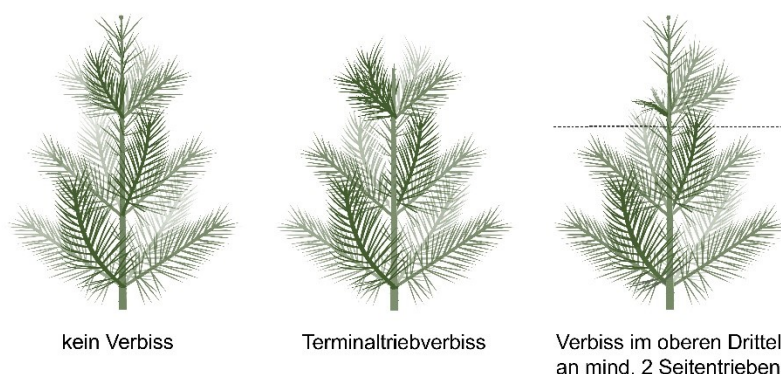 kein Verbiss
Terminaltriebverbiss
Verbiss im oberen Drittel
an mind. 2 Seitentrieben